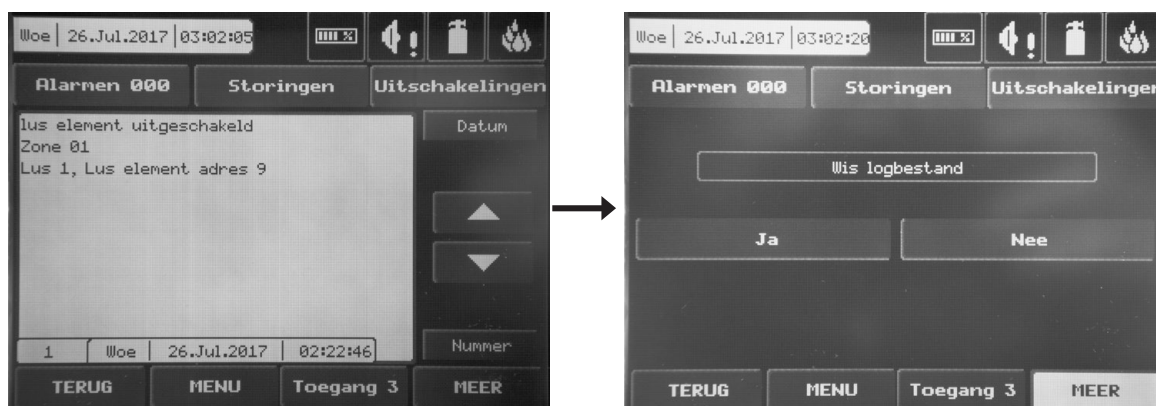 Woe 26.Jul.2017 03:02:05
%
Alarmen 000 Storingen Uitschakelingen
lus element uitgeschakeld
Zone 01
Lus 1, Lus element adres 9
Datum
Nummer
1 Woe 26.Jul.2017 02:22:46
TERUG MENU Toegang 3 MEER
Woe 26.Jul.2017 03:02:20
%
Alarmen 000 Storingen Uitschakelinger
Wis logbestand
Ja Nee
TERUG MENU Toegang 3 MEER